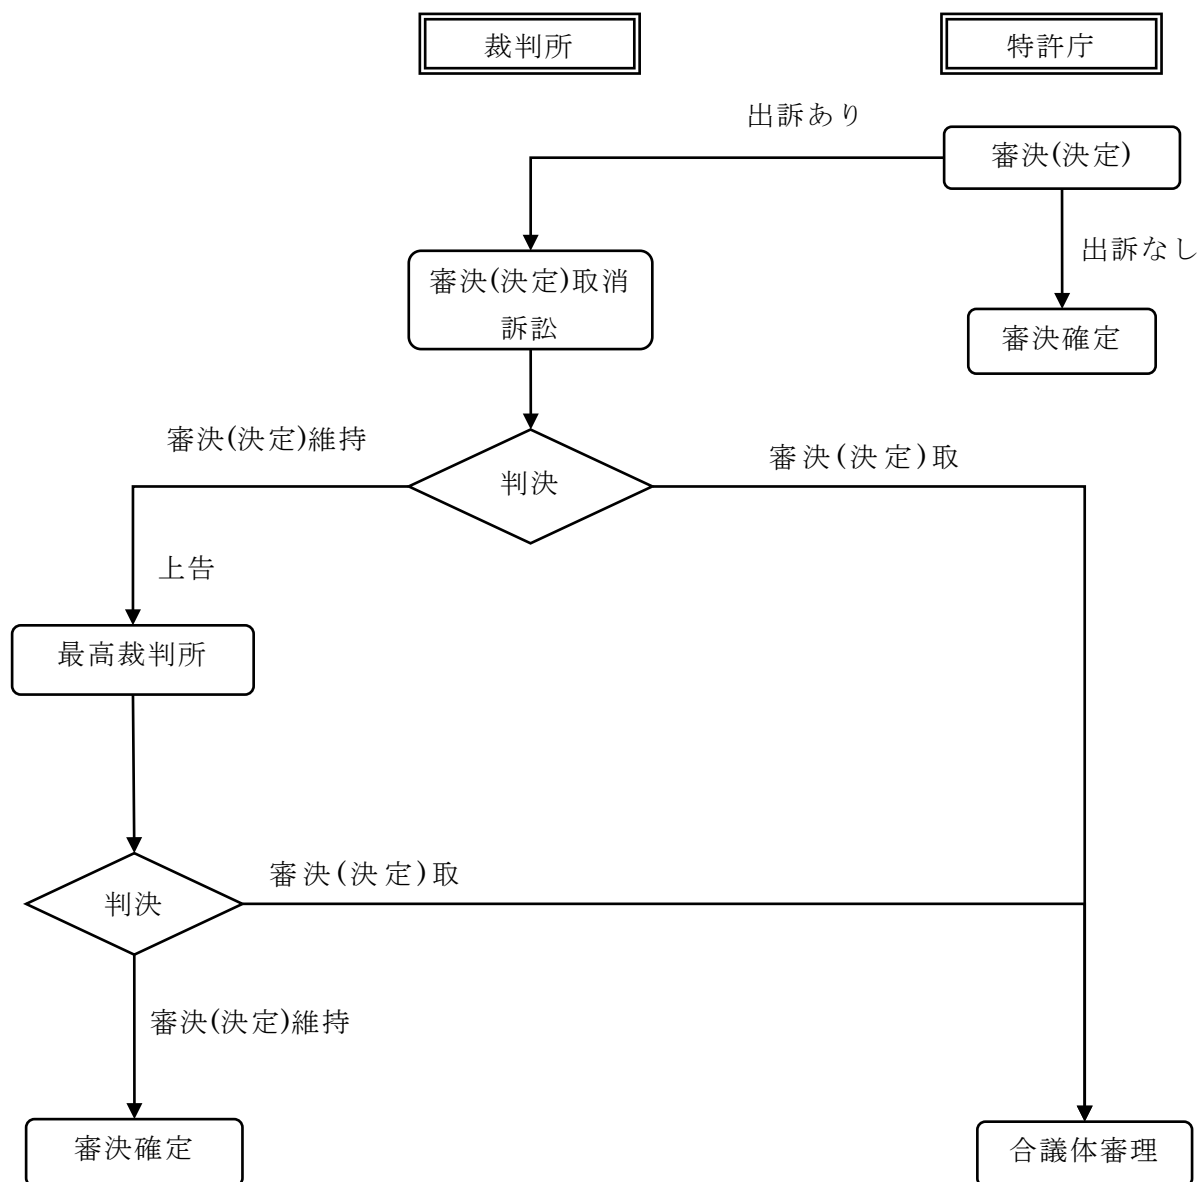 裁判所
特許庁
出訴あり
審決(決定)
出訴なし
審決(決定)取消
訴訟
審決確定
審決(決定)維持
審決(決定)取
判決
上告
最高裁判所
審決(決定)取
判決
審決(決定)維持
審決確定
合議体審理